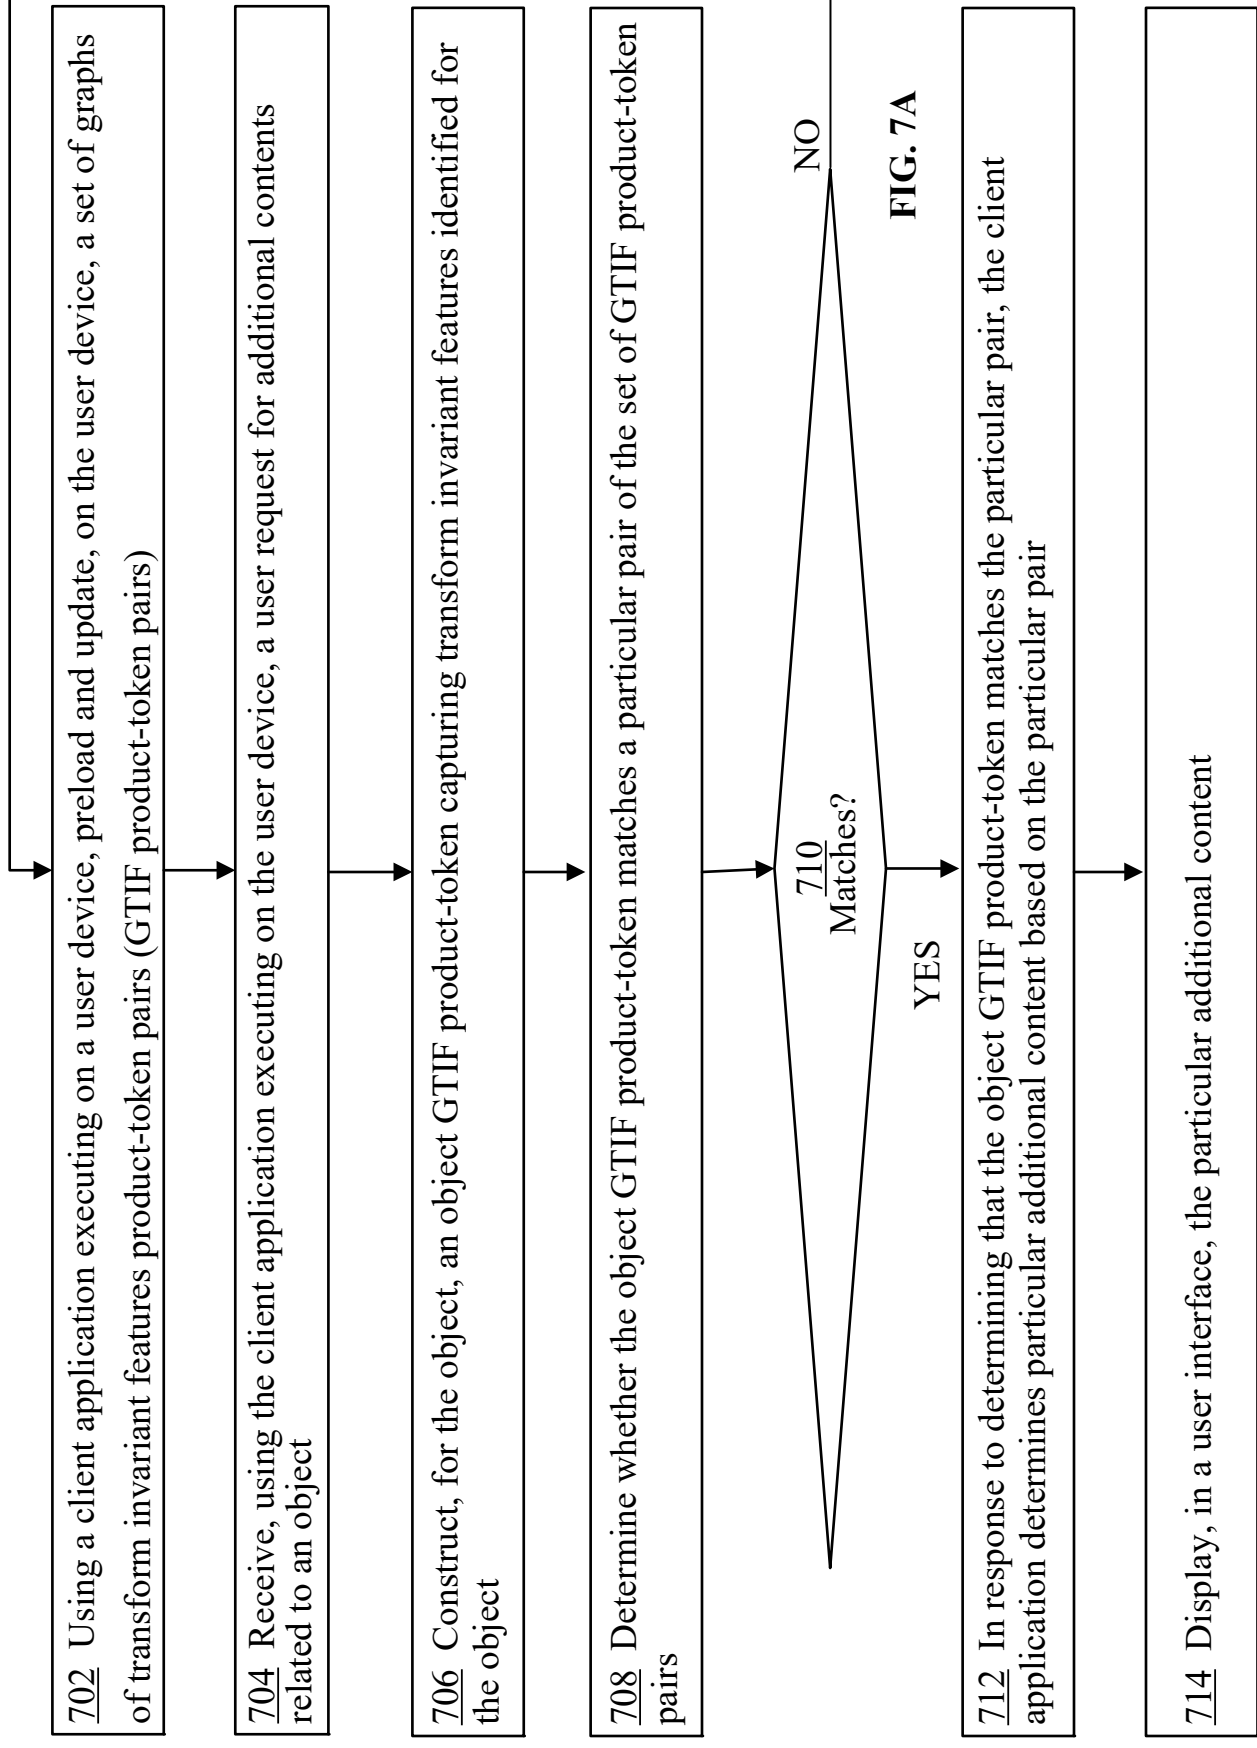 702 Using a client application executing on a user device, preload and update, on the user device, a set of graphs
of transform invariant features product-token pairs (GTIF product-token pairs)
704 Receive, using the client application executing on the user device, a user request for additional contents
related to an object
706 Construct, for the object, an object GTIF product-token capturing transform invariant features identified for
the object
708 Determine whether the object GTIF product-token matches a particular pair of the set of GTIF product-token
pairs
710
Matches?
NO
YES
FIG. 7A
712 In response to determining that the object GTIF product-token matches the particular pair, the client
application determines particular additional content based on the particular pair
714 Display, in a user interface, the particular additional content